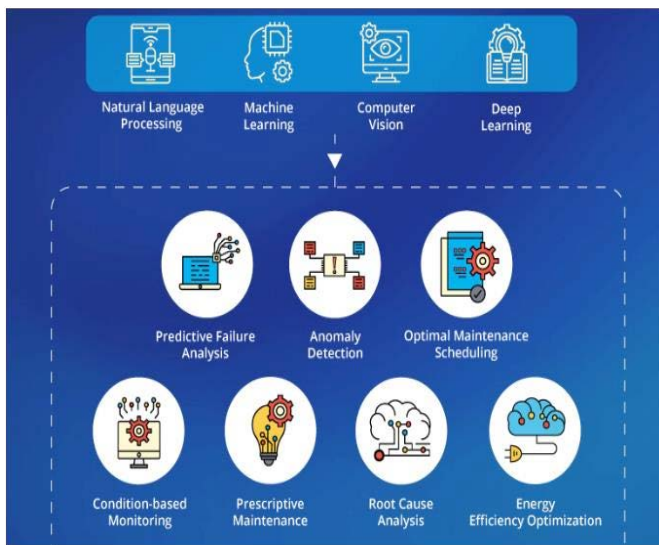 Natural Language
Processing
Machine
Learning
Computer
Vision
Deep
Learning
Predictive Failure
Analysis
Anomaly
Detection
Optimal Maintenance
Scheduling
Condition-based
Monitoring
Prescriptive
Maintenance
Root Cause
Analysis
Energy
Efficiency Optimization